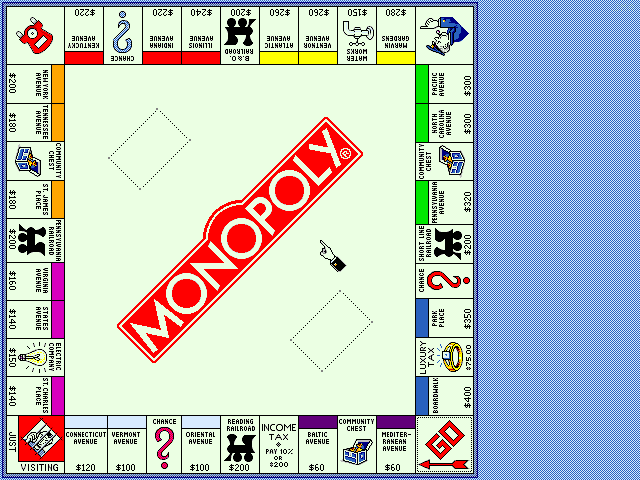 $220
KENTUCKY
AVENUE
CHANCE
$220
INDIANA
AVENUE
$240
ILLINOIS
AVENUE
$200
B.& O.
RAILROAD
$260
ATLANTIC
AVENUE
$260
VENTNOR
AVENUE
$150
WATER
WORKS
$280
MARVIN
GARDENS
NEW YORK
AVENUE
$200
TENNESSEE
AVENUE
$180
COMMUNITY
CHEST
ST. JAMES
PLACE
$180
PENNSYLVANIA
RAILROAD
$200
VIRGINIA
AVENUE
$160
STATES
AVENUE
$140
ELECTRIC
COMPANY
$150
ST. CHARLES
PLACE
$140
MONOPOLY®
PACIFIC
AVENUE
$300
NORTH
CAROLINA
AVENUE
$300
COMMUNITY
CHEST
PENNSYLVANIA
AVENUE
$320
SHORT LINE
RAILROAD
$200
CHANCE
PARK
PLACE
$350
LUXURY
TAX
$75.00
BOARDWALK
$400
JUST
VISITING
CONNECTICUT
AVENUE
$120
VERMONT
AVENUE
$100
CHANCE
ORIENTAL
AVENUE
$100
READING
RAILROAD
$200
INCOME
TAX
PAY 10%
OR
$200
BALTIC
AVENUE
$60
COMMUNITY
CHEST
MEDITER-
RANEAN
AVENUE
$60
GO